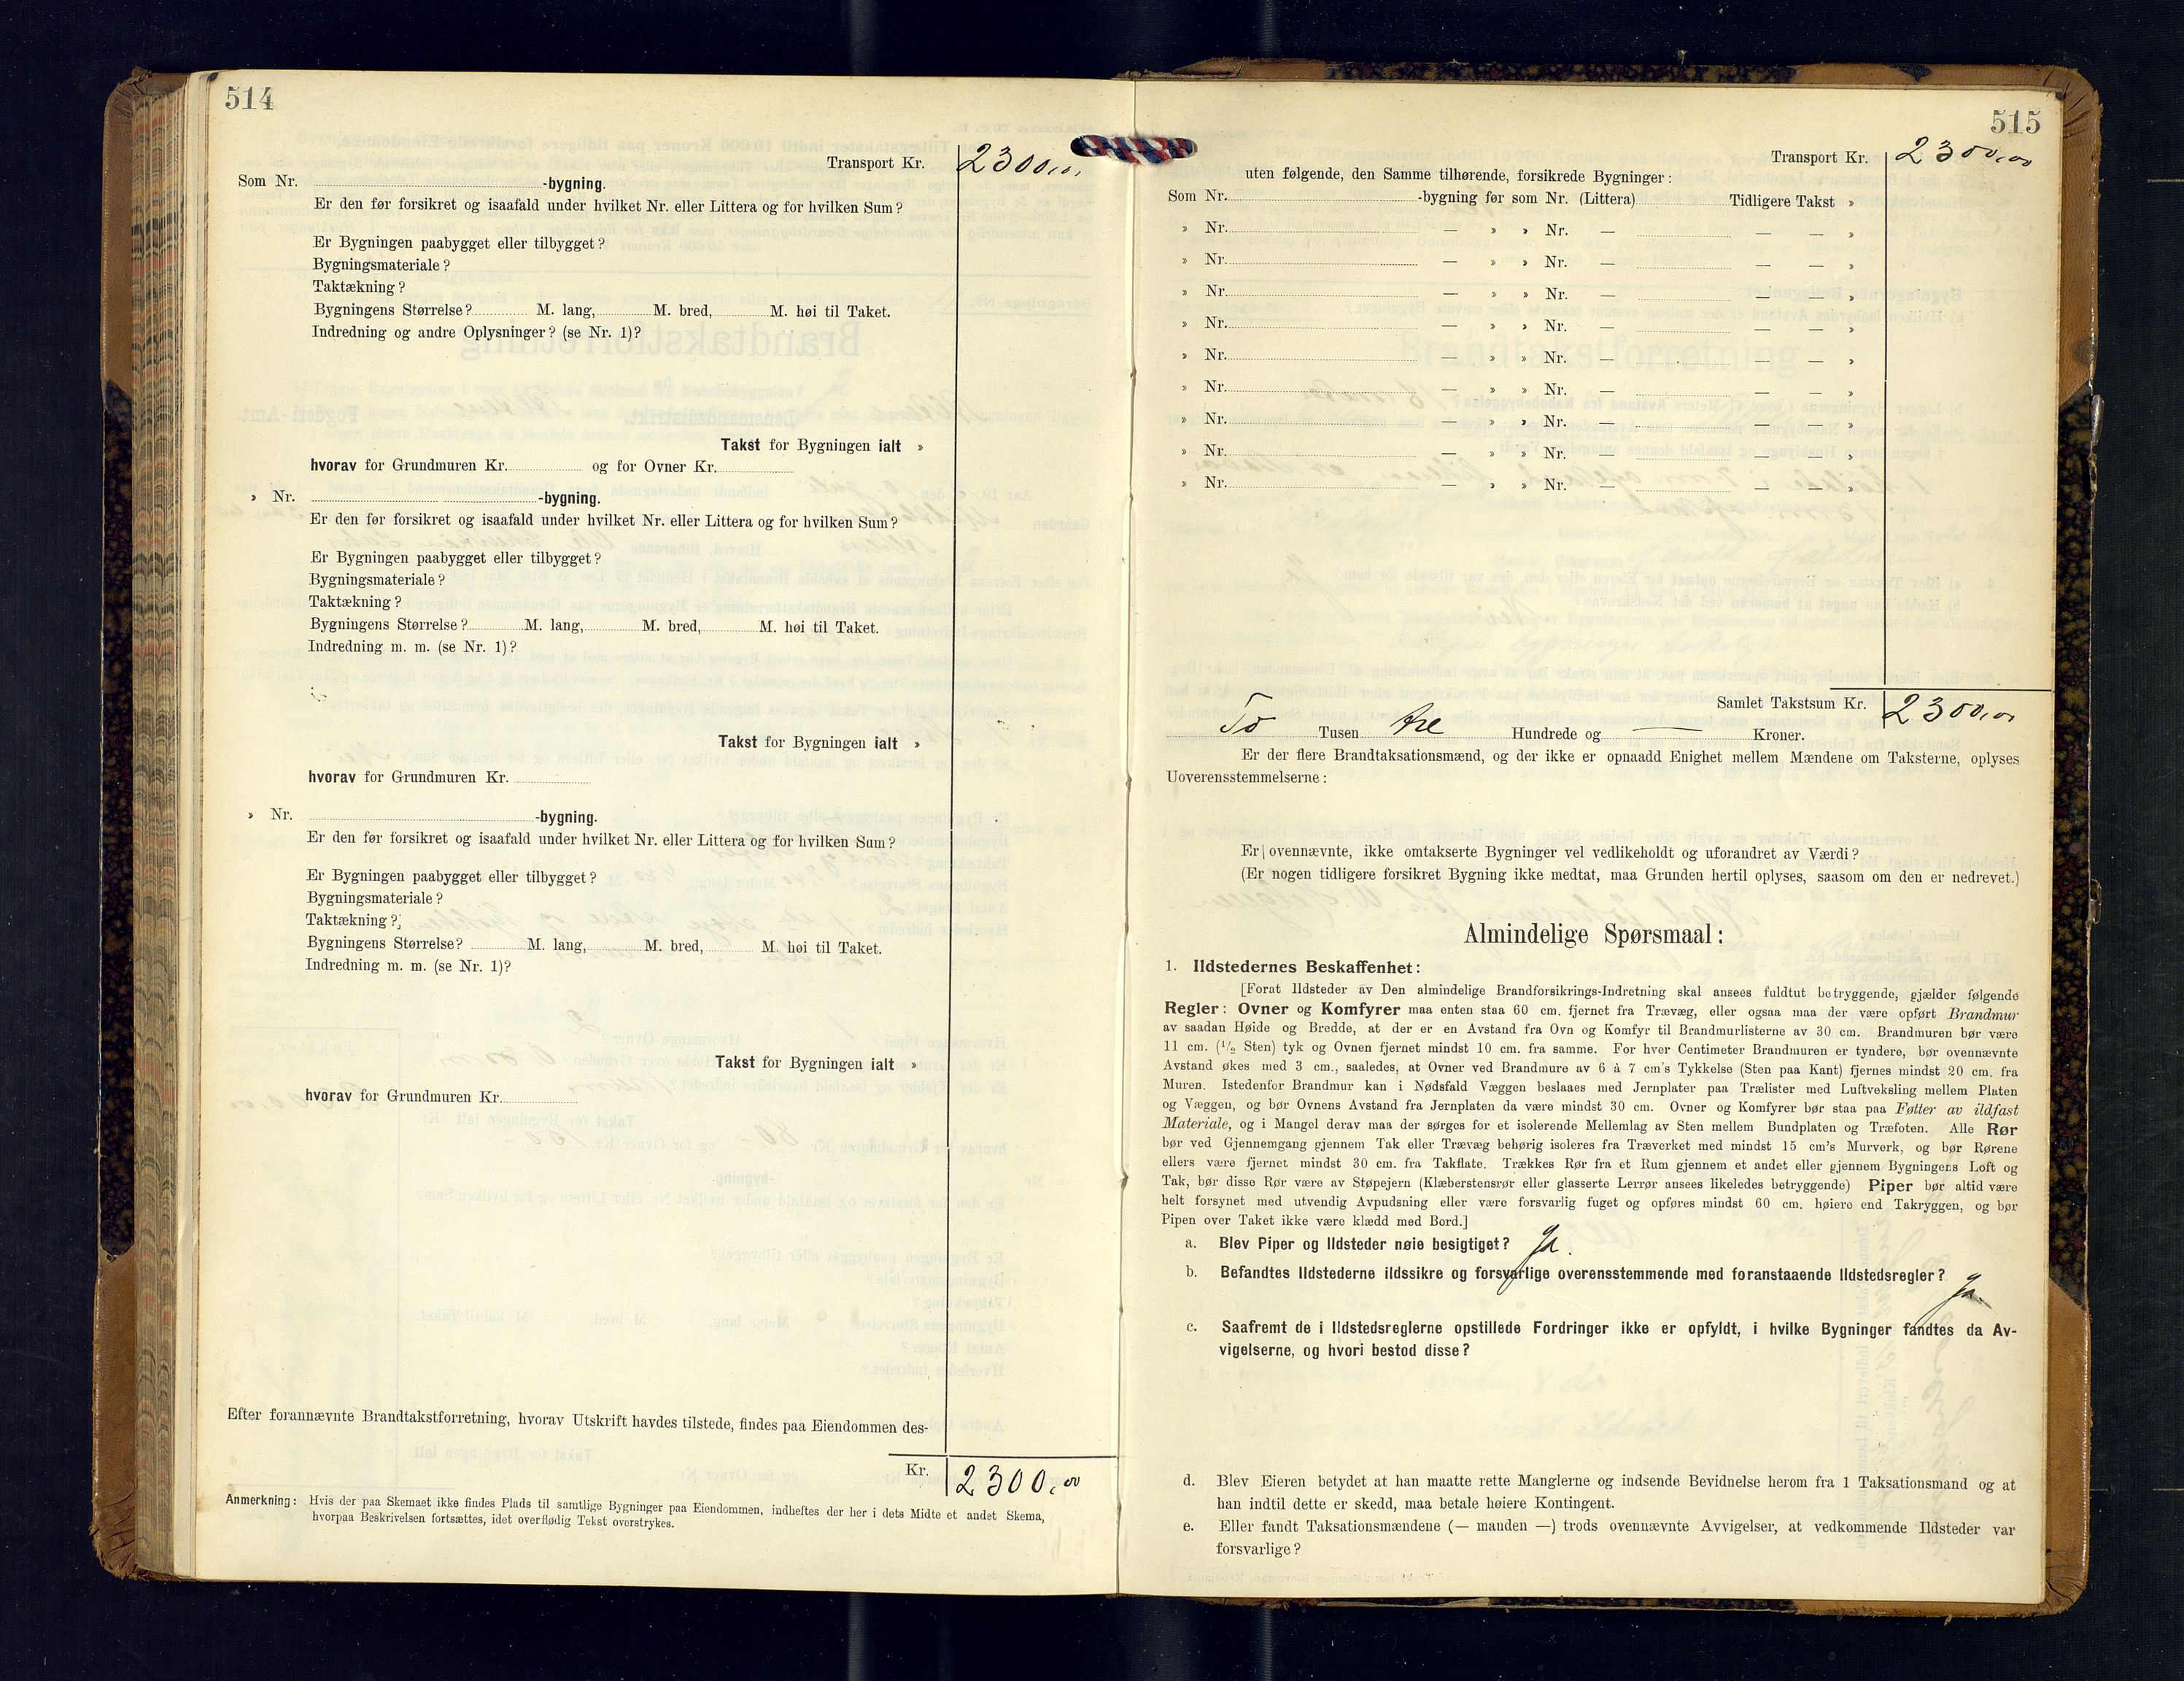 514
Transport Kr. 2300,00
Som Nr. -bygning.
Er den før forsikret og isaafald under hvilket Nr. eller Littera og for hvilken Sum?
Er Bygningen paabygget eller tilbygget?
Bygningsmateriale?
Taktækning?
Bygningens Størrelse? M. lang, M. bred, M. høi til Taket.
Indredning og andre Oplysninger? (se Nr. 1)?
Takst for Bygningen ialt »
hvorav for Grundmuren Kr. og for Ovner Kr.
» Nr. -bygning.
Er den før forsikret og isaafald under hvilket Nr. eller Littera og for hvilken Sum?
Er Bygningen paabygget eller tilbygget?
Bygningsmateriale?
Taktækning?
Bygningens Størrelse? M. lang, M. bred, M. høi til Taket.
Indredning m. m. (se Nr. 1)?
Takst for Bygningen ialt »
hvorav for Grundmuren Kr.
» Nr. -bygning.
Er den før forsikret og isaafald under hvilket Nr. eller Littera og for hvilken Sum?
Er Bygningen paabygget eller tilbygget?
Bygningsmateriale?
Taktækning?
Bygningens Størrelse? M. lang, M. bred, M. høi til Taket.
Indredning m. m. (se Nr. 1)?
Takst for Bygningen ialt »
hvorav for Grundmuren Kr.
Efter forannævnte Brandtakstforretning, hvorav Utskrift havdes tilstede, findes paa Eiendommen des-
Kr. 2300,00
Anmerkning: Hvis der paa Skemaet ikke findes Plads til samtlige Bygninger paa Eiendommen, indheftes der her i dets Midte et andet Skema,
hvorpaa Beskrivelsen fortsættes, idet overflødig Tekst overstrykes.
515
Transport Kr. 2300,00
uten følgende, den Samme tilhørende, forsikrede Bygninger:
Som Nr. -bygning før som Nr. (Littera) Tidligere Takst »
» Nr. — » » Nr. — — — »
» Nr. — » » Nr. — — — »
» Nr. — » » Nr. — — — »
» Nr. — » » Nr. — — — »
» Nr. — » » Nr. — — — »
» Nr. — » » Nr. — — — »
» Nr. — » » Nr. — — — »
» Nr. — » » Nr. — — — »
» Nr. — » » Nr. — — — »
Samlet Takstsum Kr. 2300,00
To Tusen tre Hundrede og — Kroner.
Er der flere Brandtaksationsmænd, og der ikke er opnaadd Enighet mellem Mændene om Taksterne, oplyses
Uoverensstemmelserne:
Er ovennævnte, ikke omtakserte Bygninger vel vedlikeholdt og uforandret av Værdi?
(Er nogen tidligere forsikret Bygning ikke medtat, maa Grunden hertil oplyses, saasom om den er nedrevet.)
Almindelige Spørsmaal:
1. Ildstedernes Beskaffenhet:
[Forat Ildsteder av Den almindelige Brandforsikrings-Indretning skal ansees fuldtut betryggende, gjælder følgende
Regler: Ovner og Komfyrer maa enten staa 60 cm. fjernet fra Trævæg, eller ogsaa maa der være opført Brandmur
av saadan Høide og Bredde, at der er en Avstand fra Ovn og Komfyr til Brandmurlisterne av 30 cm. Brandmuren bør være
11 cm. (1/2 Sten) tyk og Ovnen fjernet mindst 10 cm. fra samme. For hver Centimeter Brandmuren er tyndere, bør ovennævnte
Avstand økes med 3 cm., saaledes, at Ovner ved Brandmure av 6 à 7 cm's Tykkelse (Sten paa Kant) fjernes mindst 20 cm. fra
Muren. Istedenfor Brandmur kan i Nødsfald Væggen beslaaes med Jernplater paa Trælister med Luftveksling mellem Platen
og Væggen, og bør Ovnens Avstand fra Jernplaten da være mindst 30 cm. Ovner og Komfyrer bør staa paa Føtter av ildfast
Materiale, og i Mangel derav maa der sørges for et isolerende Mellemlag av Sten mellem Bundplaten og Træfoten. Alle Rør
bør ved Gjennemgang gjennem Tak eller Trævæg behørig isoleres fra Træverket med mindst 15 cm's Murverk, og bør Rørene
ellers være fjernet mindst 30 cm. fra Takflate. Trækkes Rør fra et Rum gjennem et andet eller gjennem Bygningens Loft og
Tak, bør disse Rør være av Støpejern (Klæberstensrør eller glasserte Lerrør ansees likeledes betryggende) Piper bør altid være
helt forsynet med utvendig Avpudsning eller være forsvarlig fuget og opføres mindst 60 cm. høiere end Takryggen, og bør
Pipen over Taket ikke være klædd med Bord.]
a. Blev Piper og Ildsteder nøie besigtiget? Ja.
b. Befandtes Ildstederne ildssikre og forsvarlige overensstemmende med foranstaaende Ildstedsregler? Ja.
c. Saafremt de i Ildstedsreglerne opstillede Fordringer ikke er opfyldt, i hvilke Bygninger fandtes da Av-
vigelserne, og hvori bestod disse?
d. Blev Eieren betydet at han maatte rette Manglerne og indsende Bevidnelse herom fra 1 Taksationsmand og at
han indtil dette er skedd, maa betale høiere Kontingent.
e. Eller fandt Taksationsmændene (— manden —) trods ovennævnte Avvigelser, at vedkommende Ildsteder var
forsvarlige?